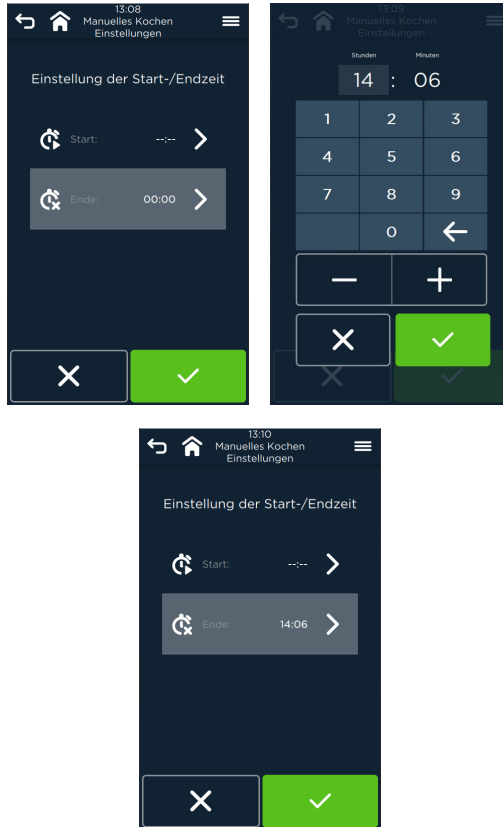 13:08
Manuelles Kochen
Einstellungen
Einstellung der Start-/Endzeit
Start: --:--
Ende: 00:00
13:09
Manuelles Kochen
Einstellungen
Stunden Minuten
14 : 06
1 2 3
4 5 6
7 8 9
0
13:10
Manuelles Kochen
Einstellungen
Einstellung der Start-/Endzeit
Start: --:--
Ende: 14:06